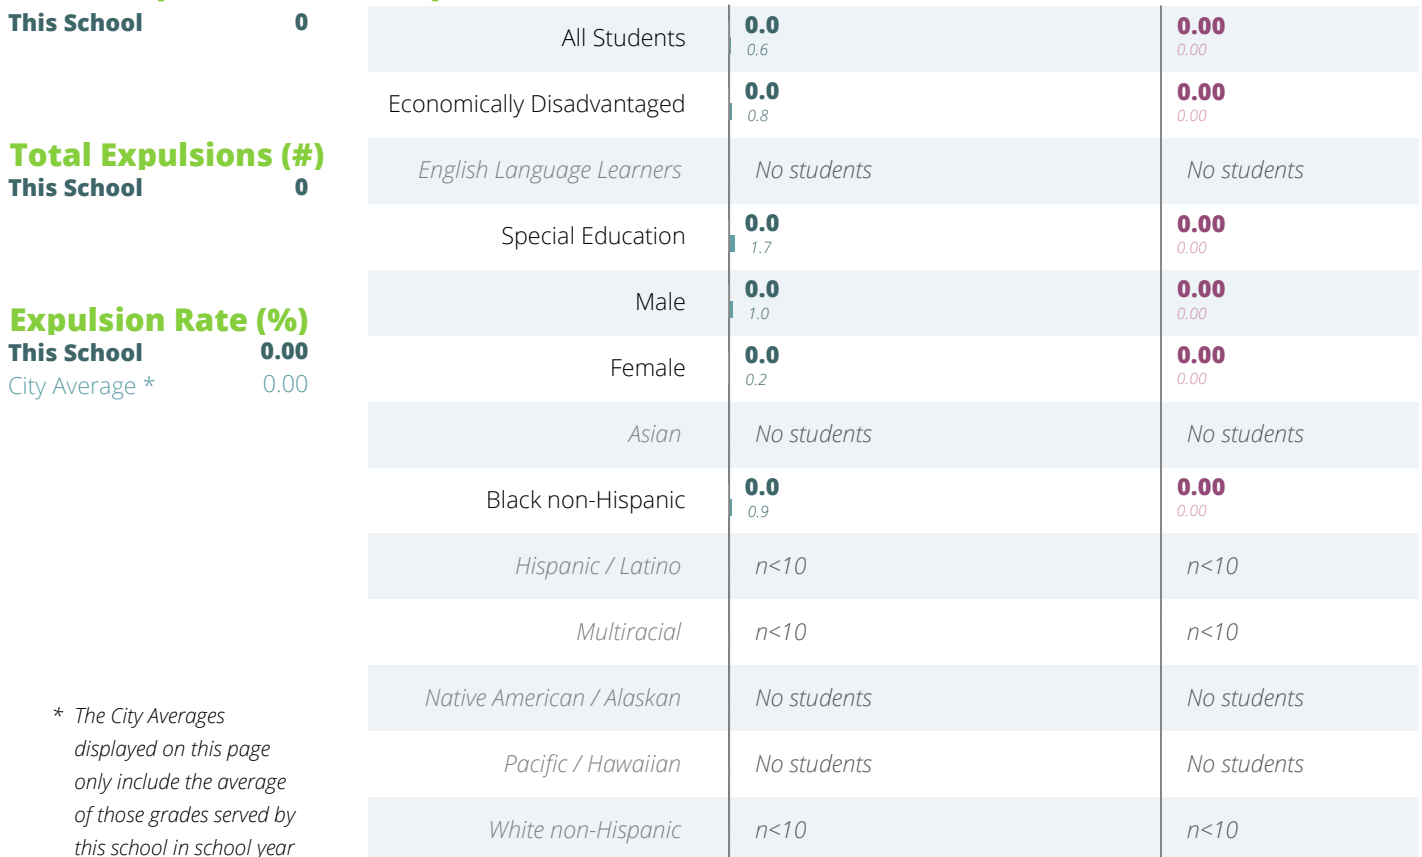 This School 0
Total Expulsions (#)
This School 0
Expulsion Rate (%)
This School 0.00
City Average * 0.00
* The City Averages
displayed on this page
only include the average
of those grades served by
this school in school year
All Students 0.0 0.00
0.6 0.00
Economically Disadvantaged 0.0 0.00
0.8 0.00
English Language Learners No students No students
Special Education 0.0 0.00
1.7 0.00
Male 0.0 0.00
1.0 0.00
Female 0.0 0.00
0.2 0.00
Asian No students No students
Black non-Hispanic 0.0 0.00
0.9 0.00
Hispanic / Latino n<10 n<10
Multiracial n<10 n<10
Native American / Alaskan No students No students
Pacific / Hawaiian No students No students
White non-Hispanic n<10 n<10